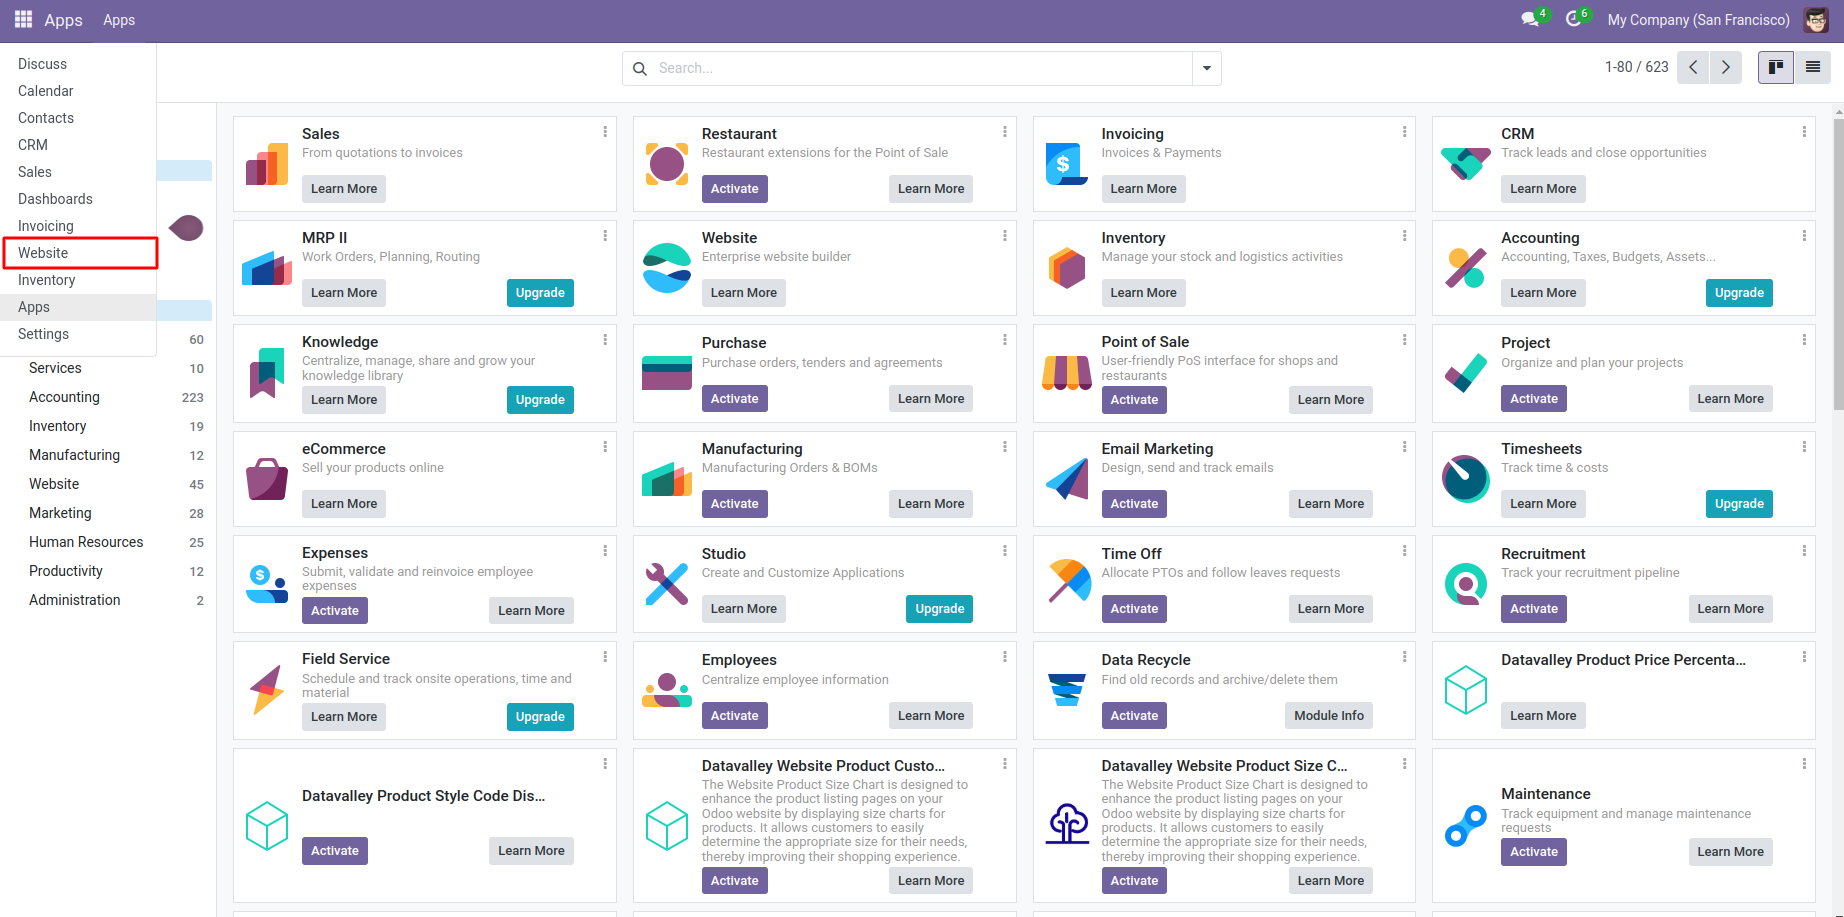 Apps Apps 4 6 My Company (San Francisco)
Search...
1-80 / 623
Discuss
Calendar
Contacts
CRM
Sales
Dashboards
Invoicing
Website
Inventory
Apps
Settings
60
Services 10
Accounting 223
Inventory 19
Manufacturing 12
Website 45
Marketing 28
Human Resources 25
Productivity 12
Administration 2
Sales
From quotations to invoices
Learn More
Restaurant
Restaurant extensions for the Point of Sale
Activate Learn More
Invoicing
Invoices & Payments
$
Learn More
CRM
Track leads and close opportunities
Learn More
MRP II
Work Orders, Planning, Routing
Learn More Upgrade
Website
Enterprise website builder
Learn More
Inventory
Manage your stock and logistics activities
Learn More
Accounting
Accounting, Taxes, Budgets, Assets...
Learn More Upgrade
Knowledge
Centralize, manage, share and grow your
knowledge library
Learn More Upgrade
Purchase
Purchase orders, tenders and agreements
Activate Learn More
Point of Sale
User-friendly PoS interface for shops and
restaurants
Activate Learn More
Project
Organize and plan your projects
Activate Learn More
eCommerce
Sell your products online
Learn More
Manufacturing
Manufacturing Orders & BOMs
Activate Learn More
Email Marketing
Design, send and track emails
Activate Learn More
Timesheets
Track time & costs
Learn More Upgrade
Expenses
Submit, validate and reinvoice employee
expenses
$
Activate Learn More
Studio
Create and Customize Applications
Learn More Upgrade
Time Off
Allocate PTOs and follow leaves requests
Activate Learn More
Recruitment
Track your recruitment pipeline
Activate Learn More
Field Service
Schedule and track onsite operations, time and
material
Learn More Upgrade
Employees
Centralize employee information
Activate Learn More
Data Recycle
Find old records and archive/delete them
Activate Module Info
Datavalley Product Price Percenta...
Learn More
Datavalley Product Style Code Dis...
Activate Learn More
Datavalley Website Product Custo...
The Website Product Size Chart is designed to
enhance the product listing pages on your
Odoo website by displaying size charts for
products. It allows customers to easily
determine the appropriate size for their needs,
thereby improving their shopping experience.
Activate Learn More
Datavalley Website Product Size C...
The Website Product Size Chart is designed to
enhance the product listing pages on your
Odoo website by displaying size charts for
products. It allows customers to easily
determine the appropriate size for their needs,
thereby improving their shopping experience.
Activate Learn More
Maintenance
Track equipment and manage maintenance
requests
Activate Learn More